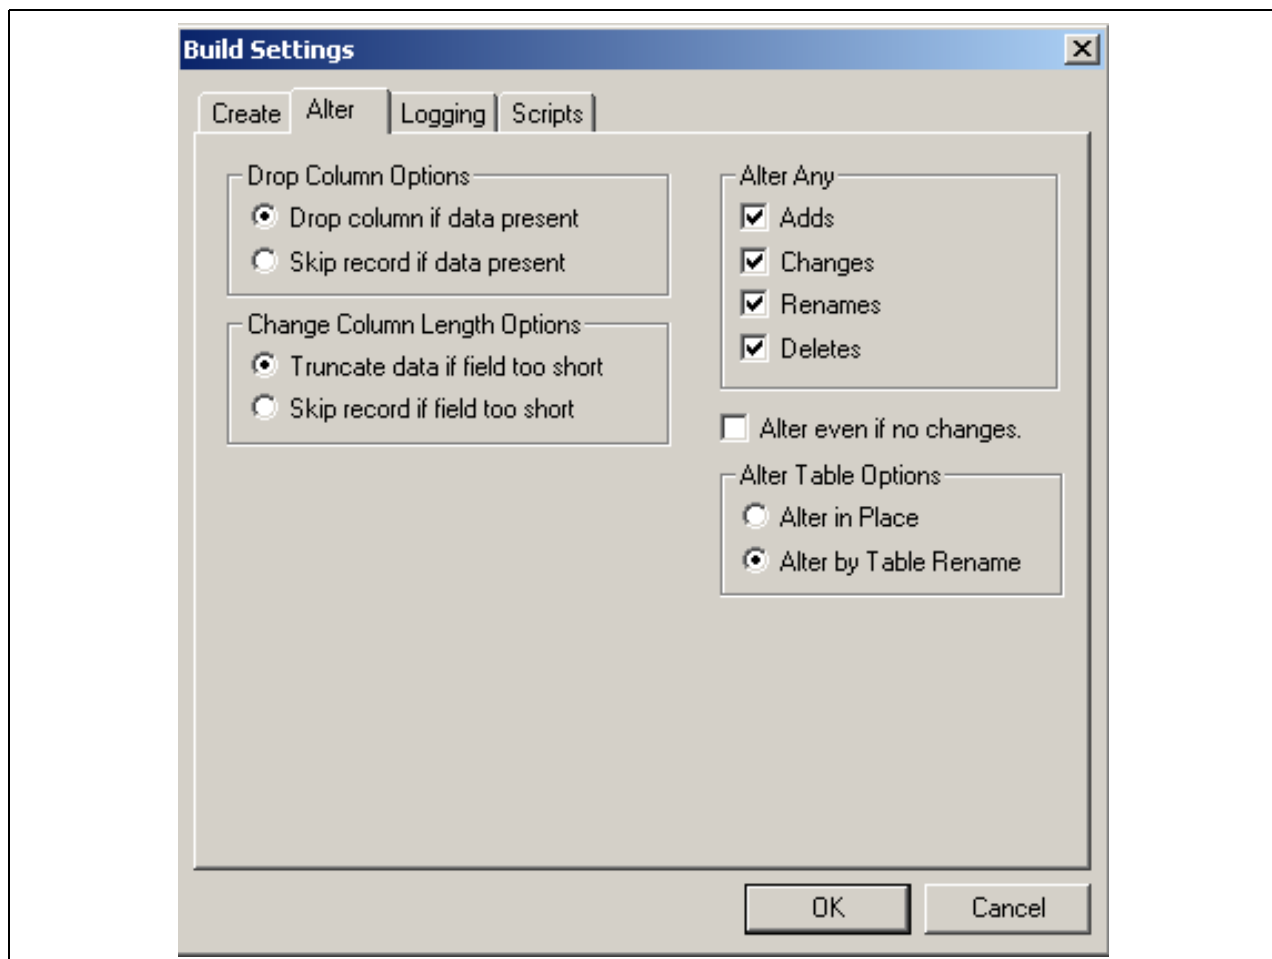 Build Settings
Create Alter Logging Scripts
Drop Column Options
Drop column if data present
Skip record if data present
Change Column Length Options
Truncate data if field too short
Skip record if field too short
Alter Any
Adds
Changes
Renames
Deletes
Alter even if no changes.
Alter Table Options
Alter in Place
Alter by Table Rename
OK Cancel